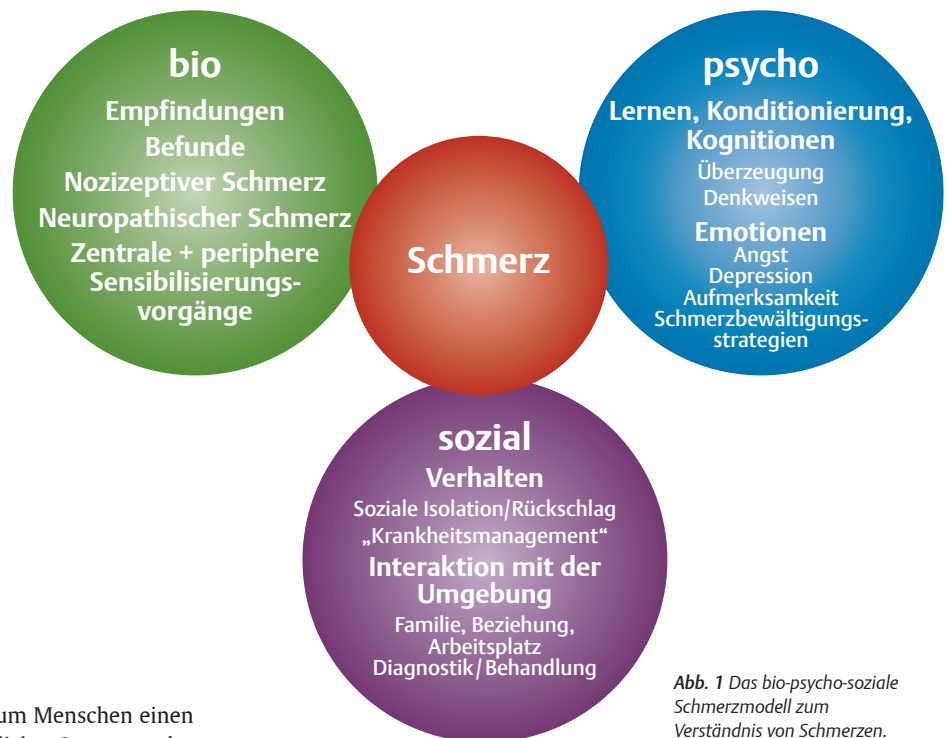 bio
Empfindungen
Befunde
Nozizeptiver Schmerz
Neuropathischer Schmerz
Zentrale + periphere
Sensibilisierungs-
vorgänge
Schmerz
psycho
Lernen, Konditionierung,
Kognitionen
Überzeugung
Denkweisen
Emotionen
Angst
Depression
Aufmerksamkeit
Schmerzbewältigungs-
strategien
sozial
Verhalten
Soziale Isolation/Rückschlag
„Krankheitsmanagement“
Interaktion mit der
Umgebung
Familie, Beziehung,
Arbeitsplatz
Diagnostik/Behandlung
um Menschen einen
Abb. 1 Das bio-psycho-soziale
Schmerzmodell zum
Verständnis von Schmerzen.